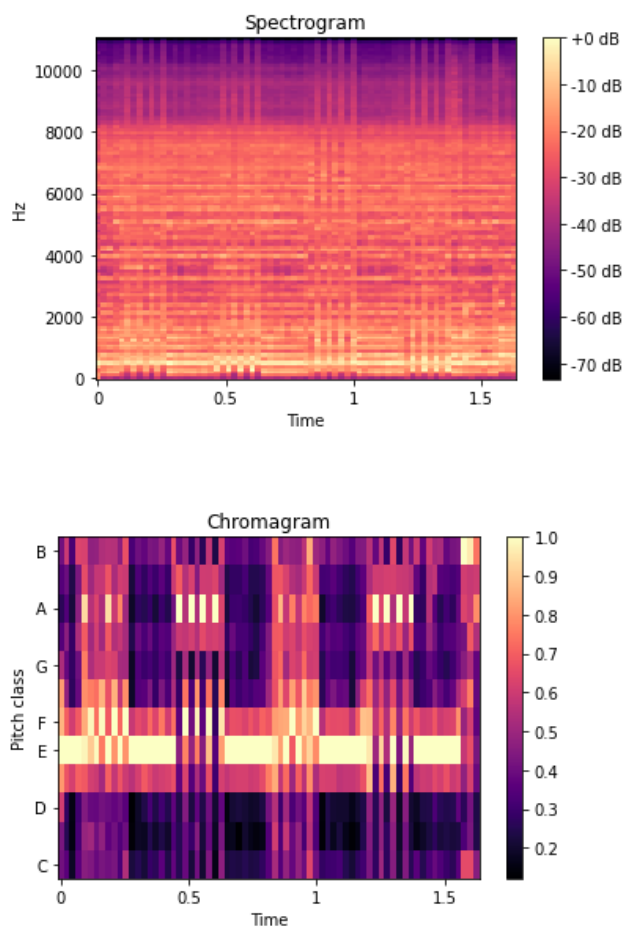 Spectrogram
+0 dB
10000
-10 dB
8000
-20 dB
-30 dB
6000
Hz
-40 dB
4000
-50 dB
2000
-60 dB
-70 dB
0
0 0.5 1 1.5
Time
Chromagram
B
1.0
0.9
A
0.8
G
0.7
Pitch class
F
0.6
E
0.5
0.4
D
0.3
C
0.2
0 0.5 1 1.5
Time